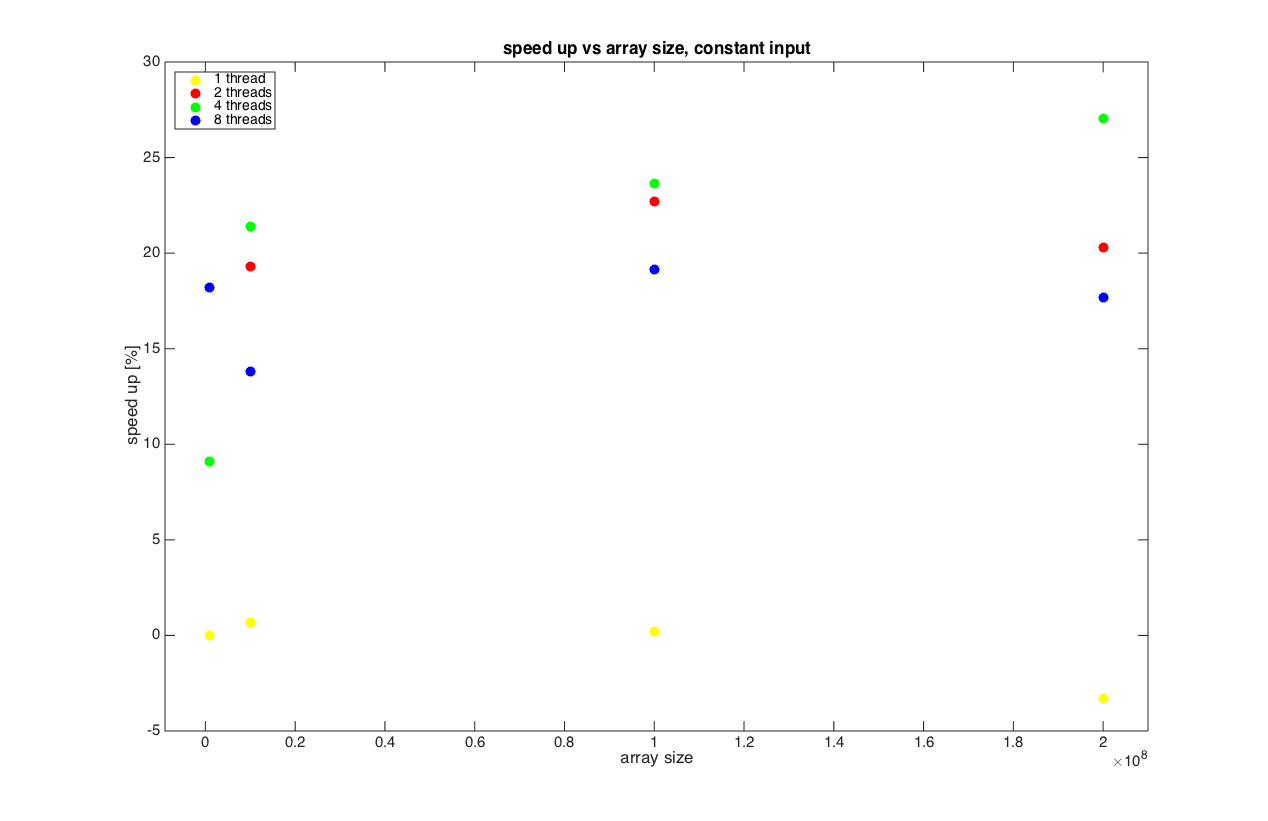 speed up vs array size, constant input
30
25
20
15
10
5
0
-5
speed up [%]
1 thread
2 threads
4 threads
8 threads
0 0.2 0.4 0.6 0.8 1 1.2 1.4 1.6 1.8 2
array size
×10⁸